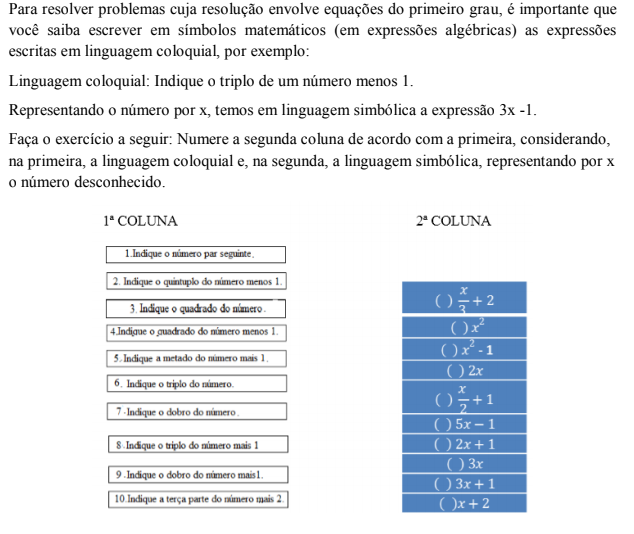 Para resolver problemas cuja resolução envolve equações do primeiro grau, é importante que
você saiba escrever em símbolos matemáticos (em expressões algébricas) as expressões
escritas em linguagem coloquial, por exemplo:
Linguagem coloquial: Indique o triplo de um número menos 1.
Representando o número por x, temos em linguagem simbólica a expressão 3x -1.
Faça o exercício a seguir: Numere a segunda coluna de acordo com a primeira, considerando,
na primeira, a linguagem coloquial e, na segunda, a linguagem simbólica, representando por x
o número desconhecido.
1ª COLUNA
1.Indique o número par seguinte.
2. Indique o quintuplo do número menos 1.
3. Indique o quadrado do número.
4.Indique o quadrado do número menos 1.
5. Indique a metado do número mais 1.
6. Indique o triplo do número.
7 -Indique o dobro do número.
8. Indique o triplo do número mais 1
9 .Indique o dobro do número mais1.
10.Indique a terça parte do número mais 2.
2ª COLUNA
( ) x/3 + 2
( ) x²
( ) x² - 1
( ) 2x
( ) x/2 + 1
( ) 5x − 1
( ) 2x + 1
( ) 3x
( ) 3x + 1
( )x + 2